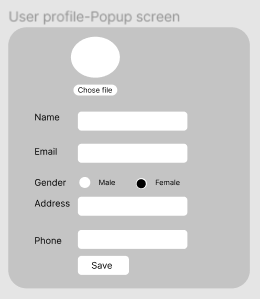 User profile-Popup screen
Chose file
Name
Email
Gender Male Female
Address
Phone
Save